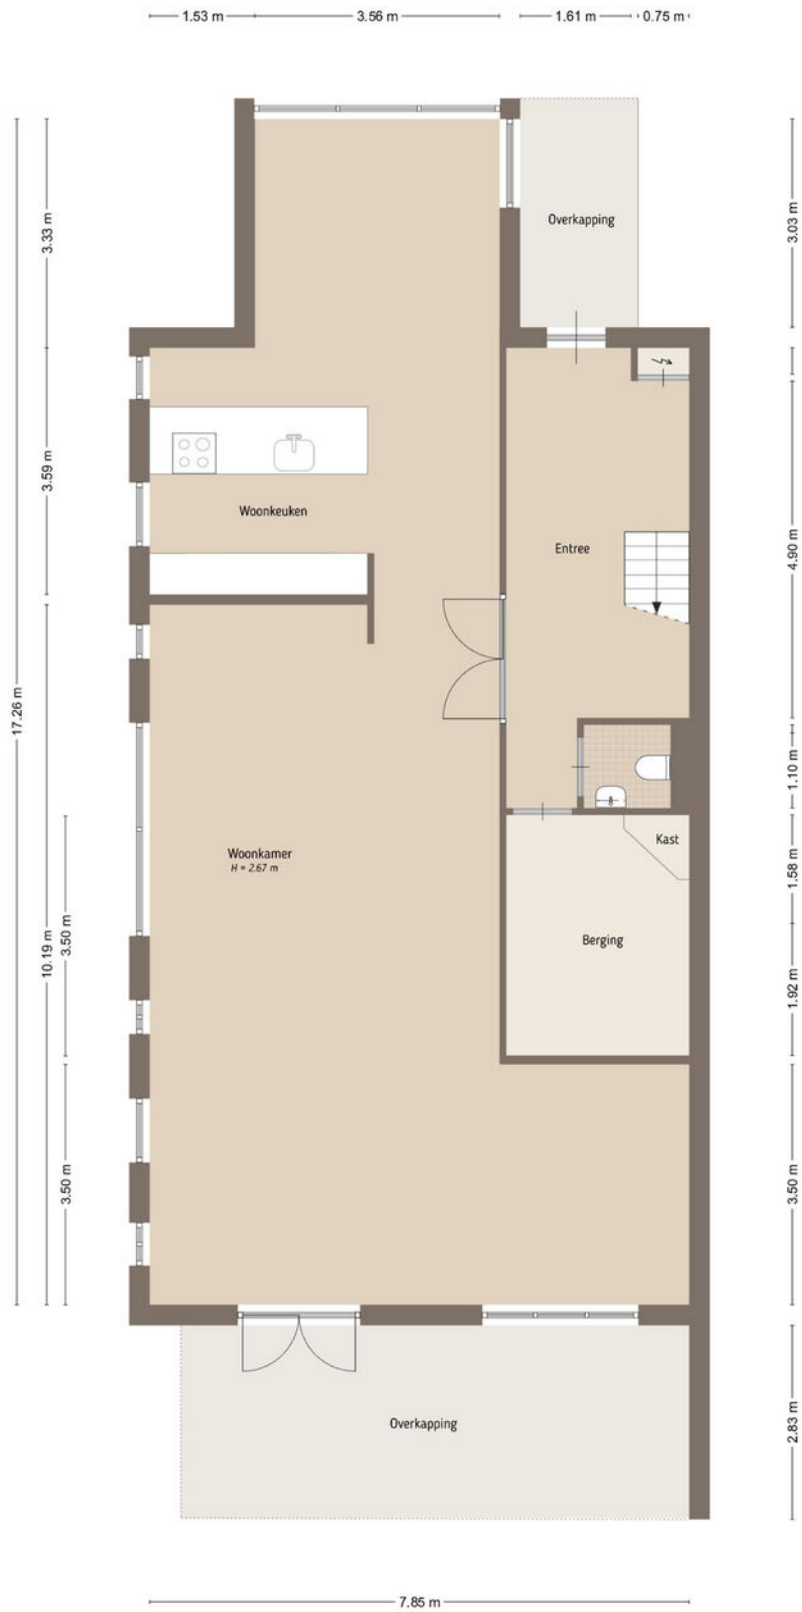 1.53 m
3.56 m
1.61 m
0.75 m
3.33 m
3.03 m
Overkapping
3.59 m
Woonkeuken
Entree
4.90 m
17.26 m
1.10 m
Woonkamer
H = 2.67 m
Kast
1.58 m
Berging
3.50 m
10.19 m
1.92 m
3.50 m
3.50 m
Overkapping
2.83 m
7.85 m